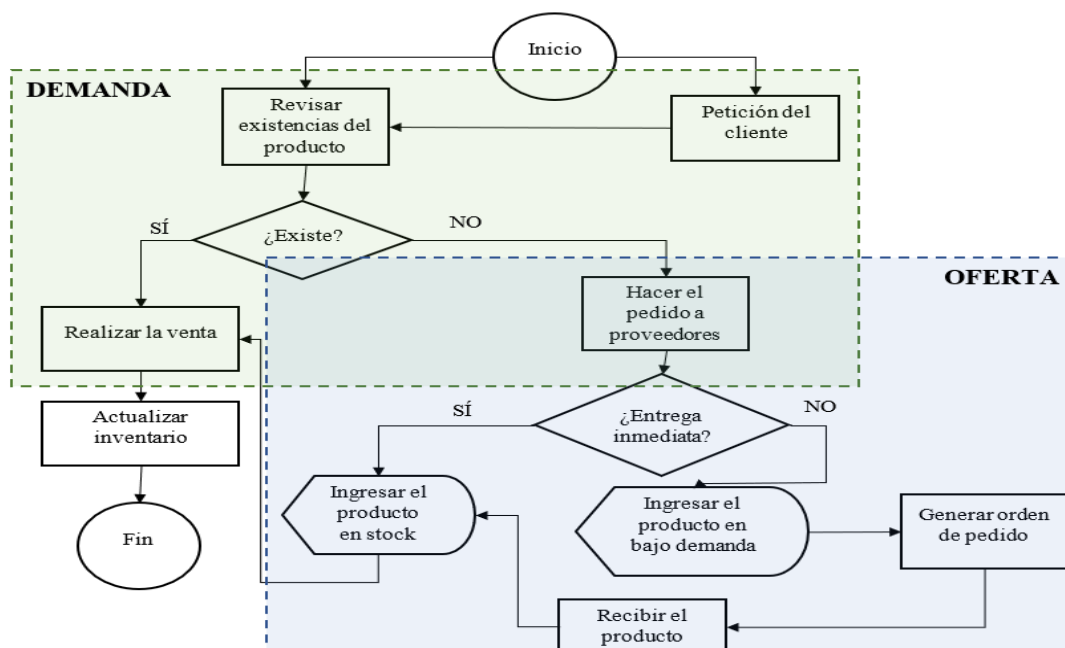 Inicio
DEMANDA
Revisar
existencias del
producto
Petición del
cliente
¿Existe?
SÍ
NO
OFERTA
Hacer el
pedido a
proveedores
Realizar la venta
Actualizar
inventario
Fin
¿Entrega
inmediata?
SÍ
NO
Ingresar el
producto
en stock
Ingresar el
producto en
bajo demanda
Generar orden
de pedido
Recibir el
producto